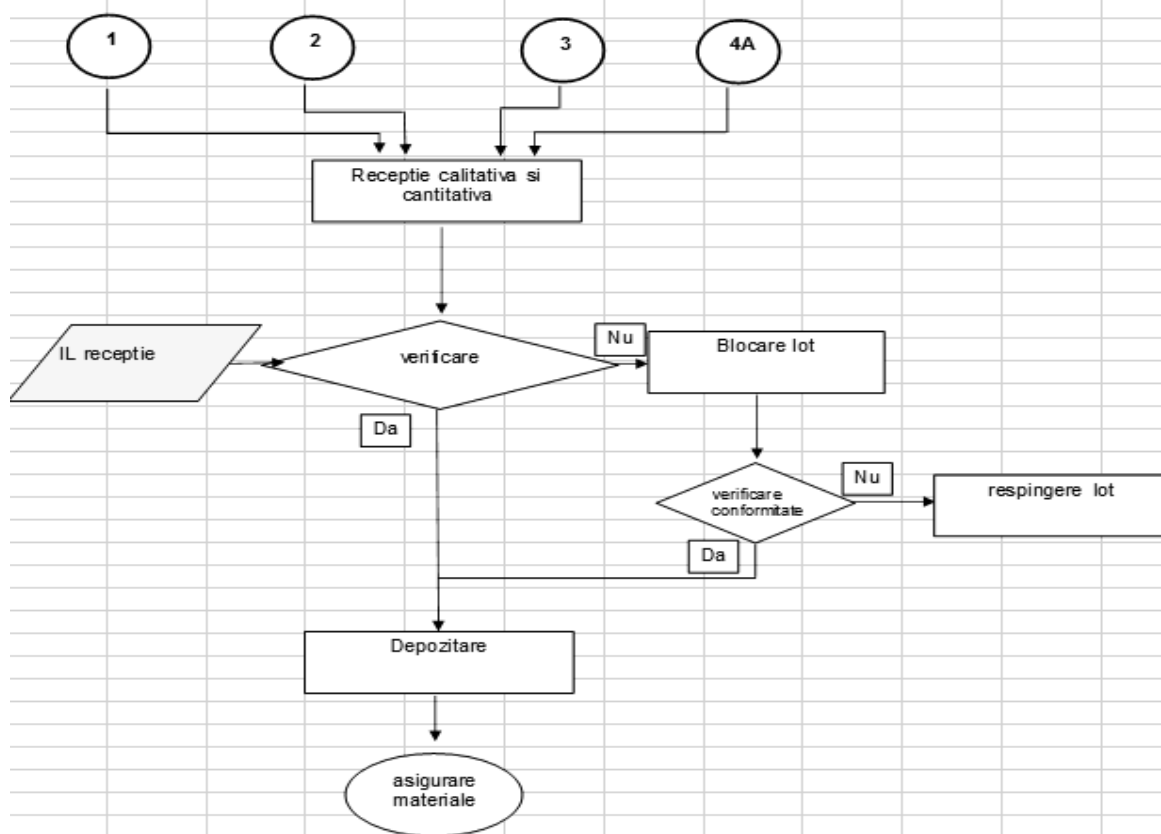 1
2
3
4A
Receptie calitativa si
cantitativa
IL receptie
verificare
Nu
Blocare lot
Da
verificare
conformitate
Nu
respingere lot
Da
Depozitare
asigurare
materiale